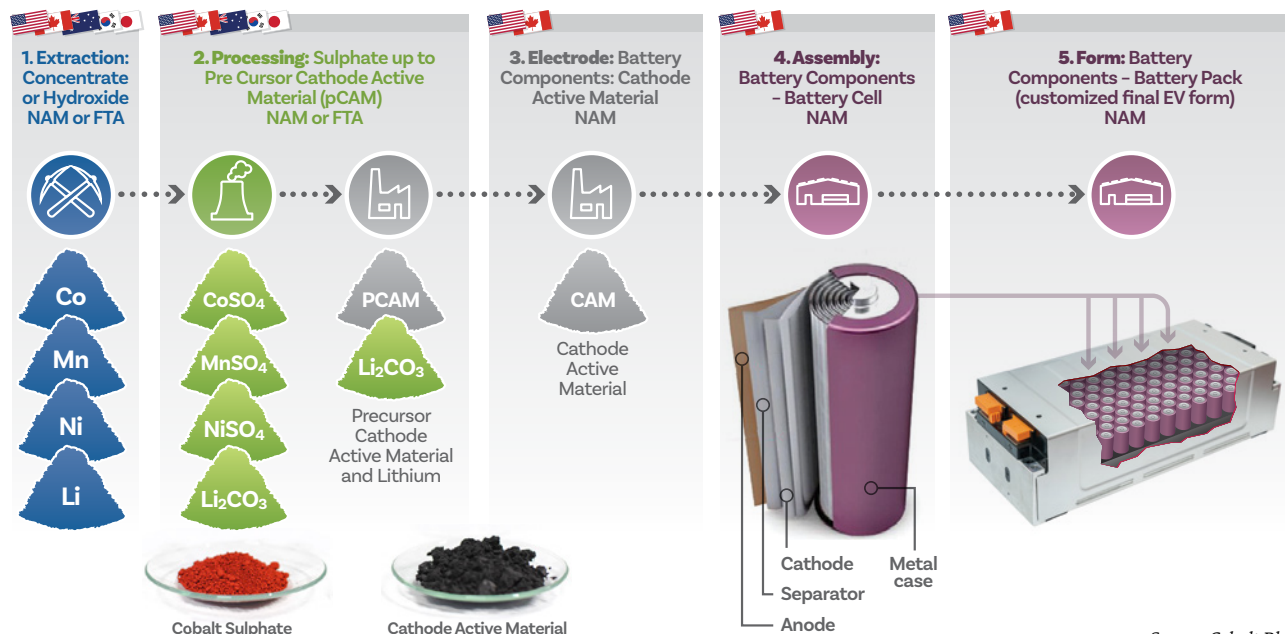 1. Extraction:
Concentrate
or Hydroxide
NAM or FTA
2. Processing: Sulphate up to
Pre Cursor Cathode Active
Material (pCAM)
NAM or FTA
3. Electrode: Battery
Components: Cathode
Active Material
NAM
4. Assembly:
Battery Components
– Battery Cell
NAM
5. Form: Battery
Components – Battery Pack
(customized final EV form)
NAM
Co
Mn
Ni
Li
CoSO₄
MnSO₄
NiSO₄
Li₂CO₃
PCAM
Li₂CO₃
Precursor
Cathode
Active Material
and Lithium
CAM
Cathode
Active
Material
Cathode
Separator
Anode
Metal
case
Cobalt Sulphate
Cathode Active Material